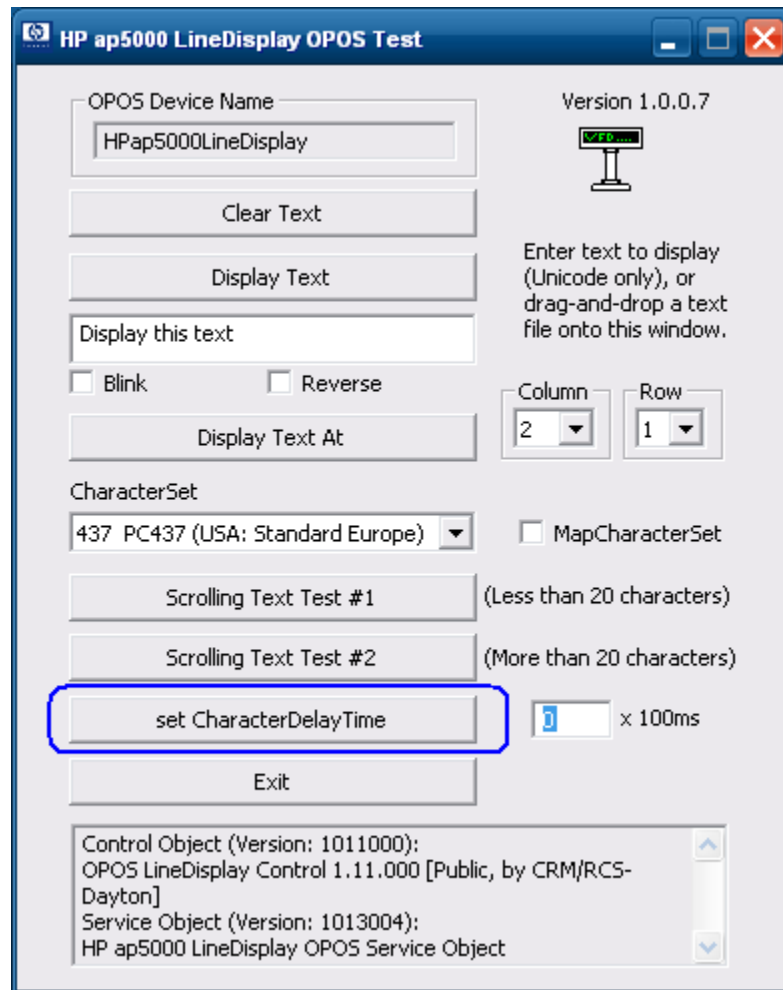 HP ap5000 LineDisplay OPOS Test
OPOS Device Name
HPap5000LineDisplay
Version 1.0.0.7
VFD....
Clear Text
Display Text
Enter text to display
(Unicode only), or
drag-and-drop a text
file onto this window.
Display this text
Blink
Reverse
Column
Row
2
1
Display Text At
CharacterSet
437 PC437 (USA: Standard Europe)
MapCharacterSet
Scrolling Text Test #1
(Less than 20 characters)
Scrolling Text Test #2
(More than 20 characters)
set CharacterDelayTime
0
x 100ms
Exit
Control Object (Version: 1011000):
OPOS LineDisplay Control 1.11.000 [Public, by CRM/RCS-
Dayton]
Service Object (Version: 1013004):
HP ap5000 LineDisplay OPOS Service Object